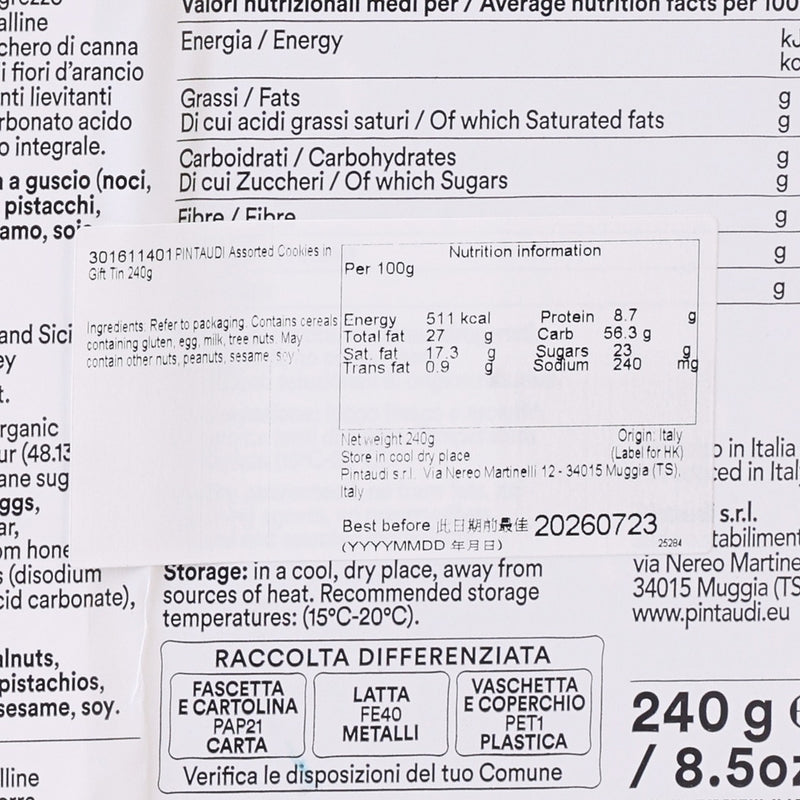 alline
chero di canna
i fiori d'arancio
nti lievitanti
rbonato acido
o integrale.
a guscio (noci,
pistacchi,
amo,
Valori nutrizionali medi per / Average nutrition facts per 100
Energia / Energy
Grassi / Fats g
Di cui acidi grassi saturi / Of which Saturated fats g
Carboidrati / Carbohydrates g
Di cui Zuccheri / Of which Sugars g
Fibre / Fibre g
g
g
301611401 PINTAUDI Assorted Cookies in
Gift Tin 240g
Ingredients: Refer to packaging. Contains cereals
containing gluten, egg, milk, tree nuts. May
contain other nuts, peanuts, sesame, soy
Nutrition information
Per 100g
Energy 511 kcal Protein 8.7 g
Total fat 27 g Carb 56.3 g
Sat. fat 17.3 g Sugars 23 g
Trans fat 0.9 g Sodium 240 mg
Net weight 240g Origin: Italy
Store in cool dry place (Label for HK)
Pintaudi s.r.l. Via Nereo Martinelli 12 - 34015 Muggia (TS),
Italy
Best before 此日期前最佳 20260723
(YYYYMMDD 年月日) 25284
and Sici
ey
t.
rganic
ur (48.13
ane sug
ggs,
ar,
om hone
s (disodium
cid carbonate),
alnuts,
pistachios,
sesame, soy.
lline
Storage: in a cool, dry place, away from
sources of heat. Recommended storage
temperatures: (15°C-20°C).
RACCOLTA DIFFERENZIATA
FASCETTA
E CARTOLINA
PAP21
CARTA
LATTA
FE40
METALLI
VASCHETTA
E COPERCHIO
PET1
PLASTICA
Verifica le disposizioni del tuo Comune
o in Italia
ced in Ital
s.r.l.
tabiliment
via Nereo Martine
34015 Muggia (TS
www.pintaudi.eu
240 g
/ 8.5oz